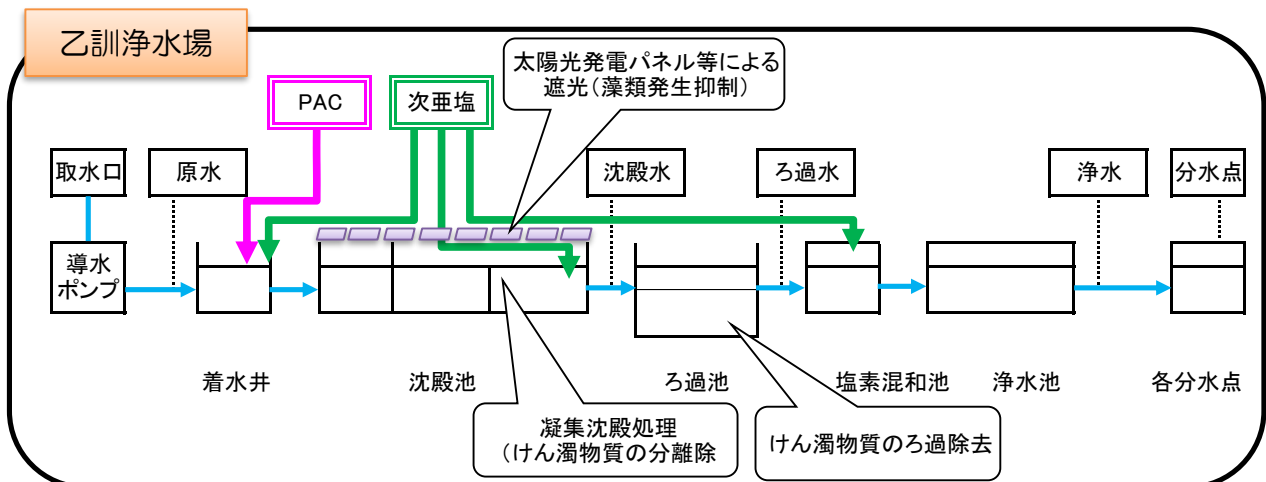 乙訓浄水場
太陽光発電パネル等による
遮光(藻類発生抑制)
PAC
次亜塩
取水口
原水
沈殿水
ろ過水
浄水
分水点
導水
ポンプ
着水井
沈殿池
ろ過池
塩素混和池
浄水池
各分水点
凝集沈殿処理
(けん濁物質の分離除
けん濁物質のろ過除去